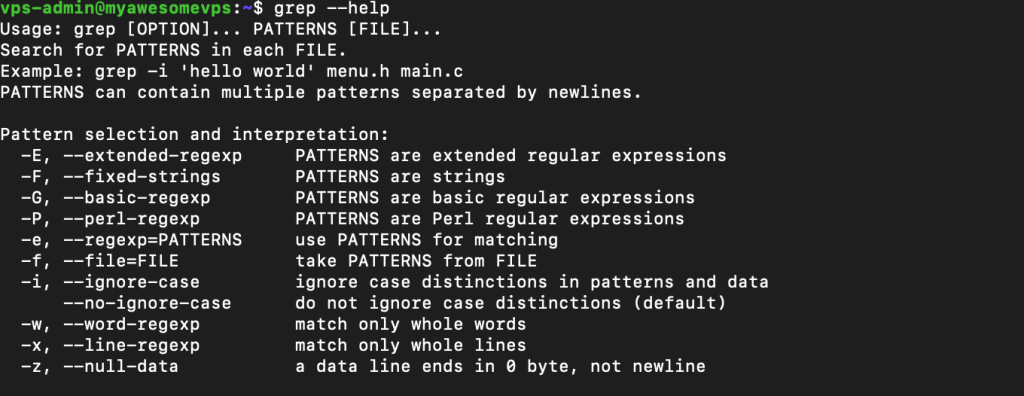 vps-admin@myawesomevps:~$ grep --help
Usage: grep [OPTION]... PATTERNS [FILE]...
Search for PATTERNS in each FILE.
Example: grep -i 'hello world' menu.h main.c
PATTERNS can contain multiple patterns separated by newlines.

Pattern selection and interpretation:
  -E, --extended-regexp     PATTERNS are extended regular expressions
  -F, --fixed-strings       PATTERNS are strings
  -G, --basic-regexp        PATTERNS are basic regular expressions
  -P, --perl-regexp         PATTERNS are Perl regular expressions
  -e, --regexp=PATTERNS     use PATTERNS for matching
  -f, --file=FILE           take PATTERNS from FILE
  -i, --ignore-case         ignore case distinctions in patterns and data
      --no-ignore-case      do not ignore case distinctions (default)
  -w, --word-regexp         match only whole words
  -x, --line-regexp         match only whole lines
  -z, --null-data           a data line ends in 0 byte, not newline